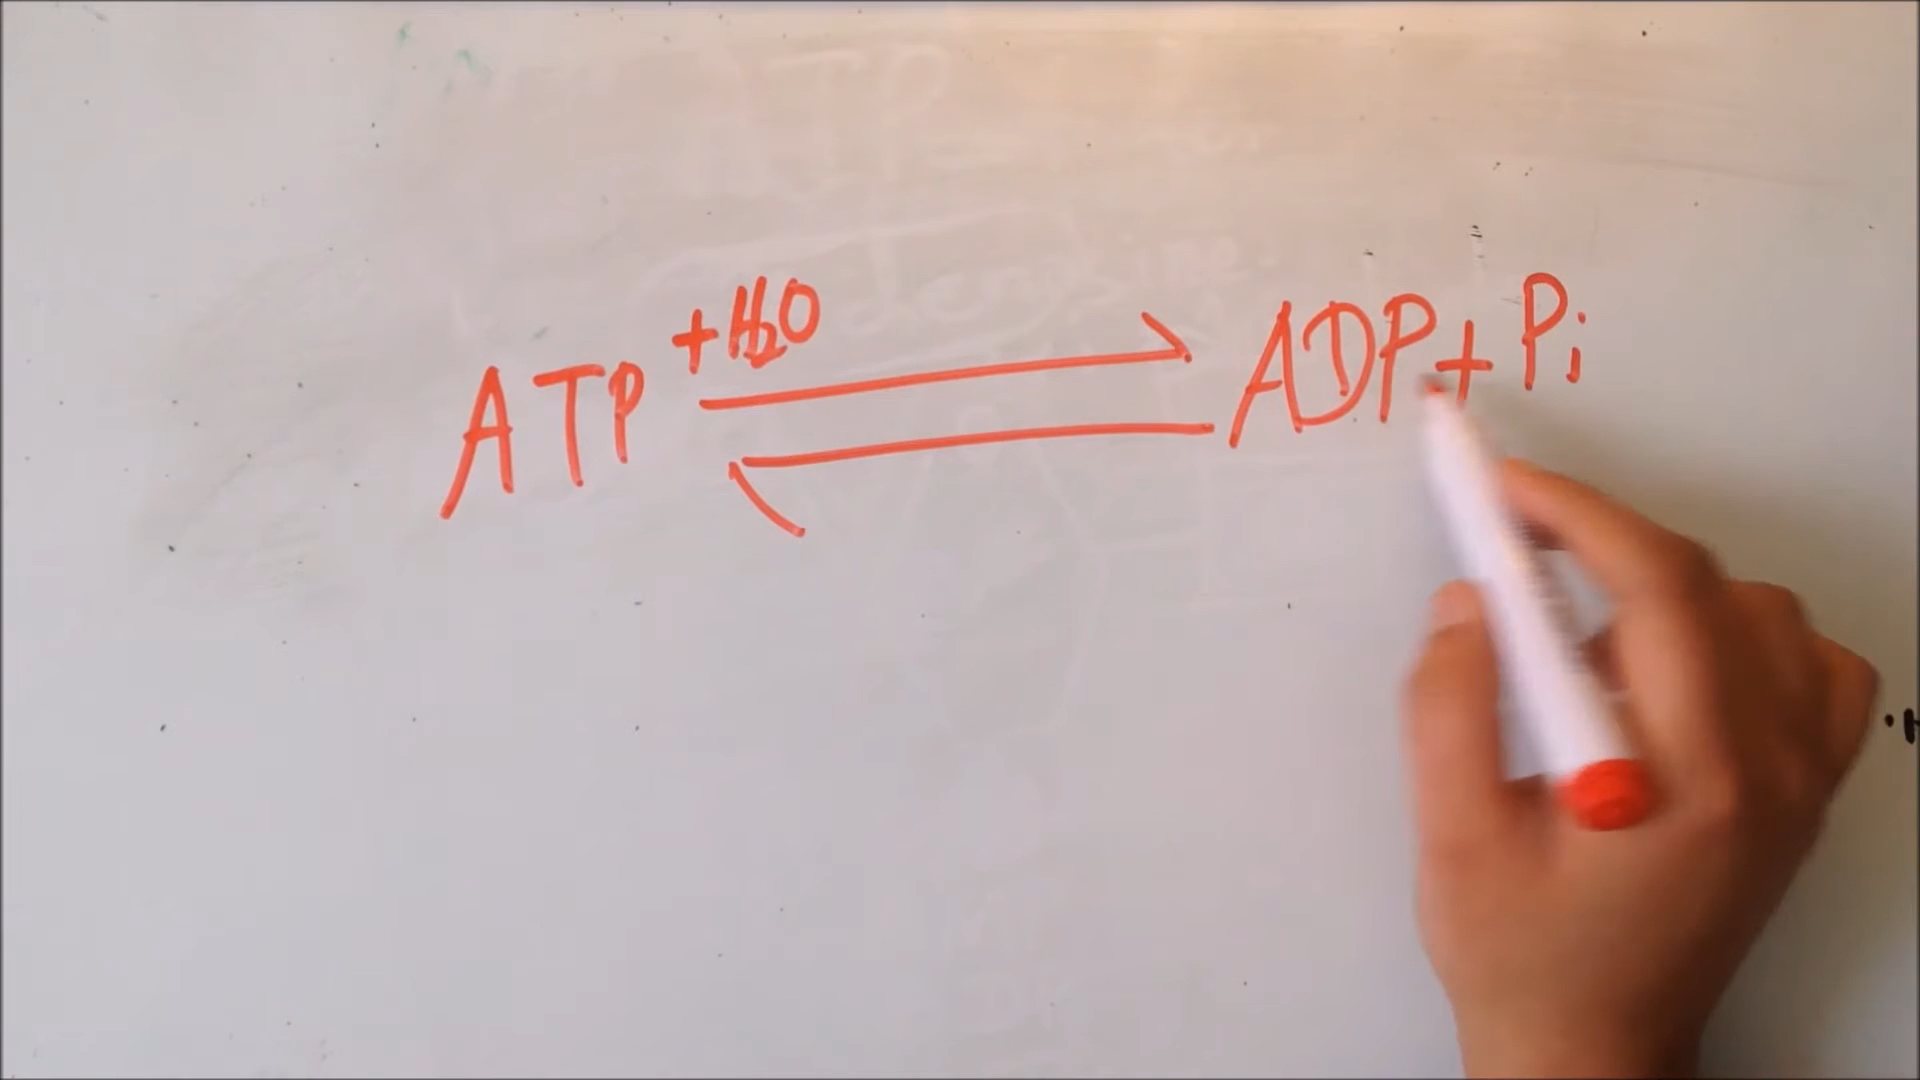 ATP +H₂O ⇌ ADP + Pi